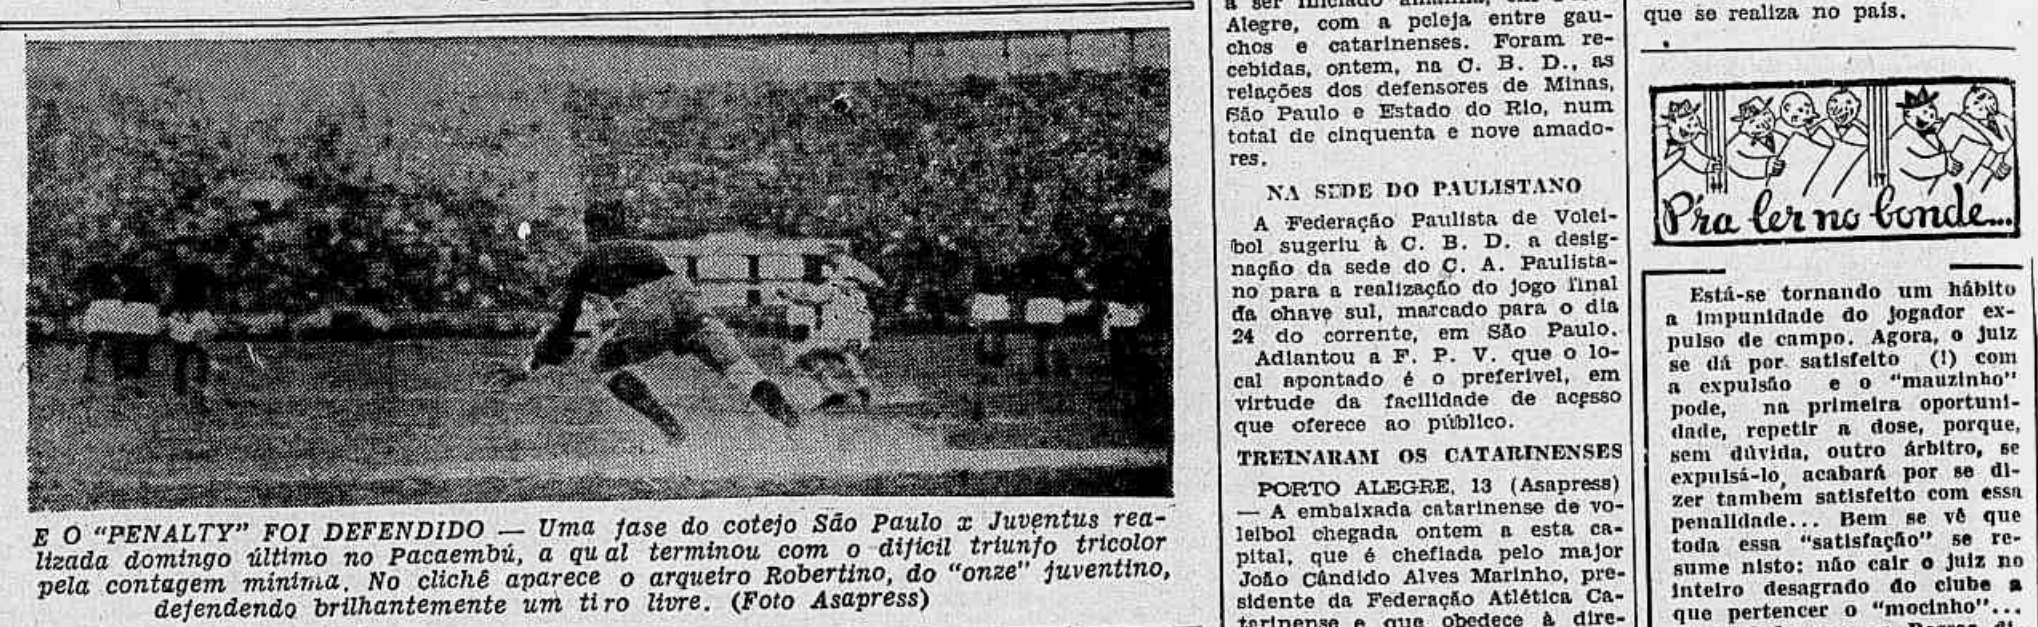 E O "PENALTY" FOI DEFENDIDO — Uma fase do cotejo São Paulo x Juventus rea-
lizada domingo último no Pacaembú, a qual terminou com o dificil triunfo tricolor
pela contagem minima. No clichê aparece o arqueiro Robertino, do "onze" juventino,
defendendo brilhantemente um tiro livre. (Foto Asapress)
a ser iniciado
Alegre, com a peleja entre gau-
chos e catarinenses. Foram re-
cebidas, ontem, na C. B. D., as
relações dos defensores de Minas,
São Paulo e Estado do Rio, num
total de cinquenta e nove amado-
res.
NA SEDE DO PAULISTANO
A Federação Paulista de Volei-
bol sugeriu à C. B. D. a desig-
nação da sede do C. A. Paulista-
no para a realização do jogo final
da chave sul, marcado para o dia
24 do corrente, em São Paulo.
Adiantou a F. P. V. que o lo-
cal apontado é o preferivel, em
virtude da facilidade de acesso
que oferece ao público.
TREINARAM OS CATARINENSES
PORTO ALEGRE, 13 (Asapress)
— A embaixada catarinense de vo-
leibol chegada ontem a esta ca-
pital, que é chefiada pelo major
João Cândido Alves Marinho, pre-
sidente da Federação Atlética Ca-
tarinense e que obedece à dire-
que se realiza no país.
P'ra ler no bonde...
Está-se tornando um hábito
a impunidade do jogador ex-
pulso de campo. Agora, o juiz
se dá por satisfeito (!) com
a expulsão e o "mauzinho"
pode, na primeira oportuni-
dade, repetir a dose, porque,
sem dúvida, outro árbitro, se
expulsá-lo, acabará por se di-
zer tambem satisfeito com essa
penalidade... Bem se vê que
toda essa "satisfação" se re-
sume nisto: não cair o juiz no
inteiro desagrado do clube a
que pertencer o "mocinho"...